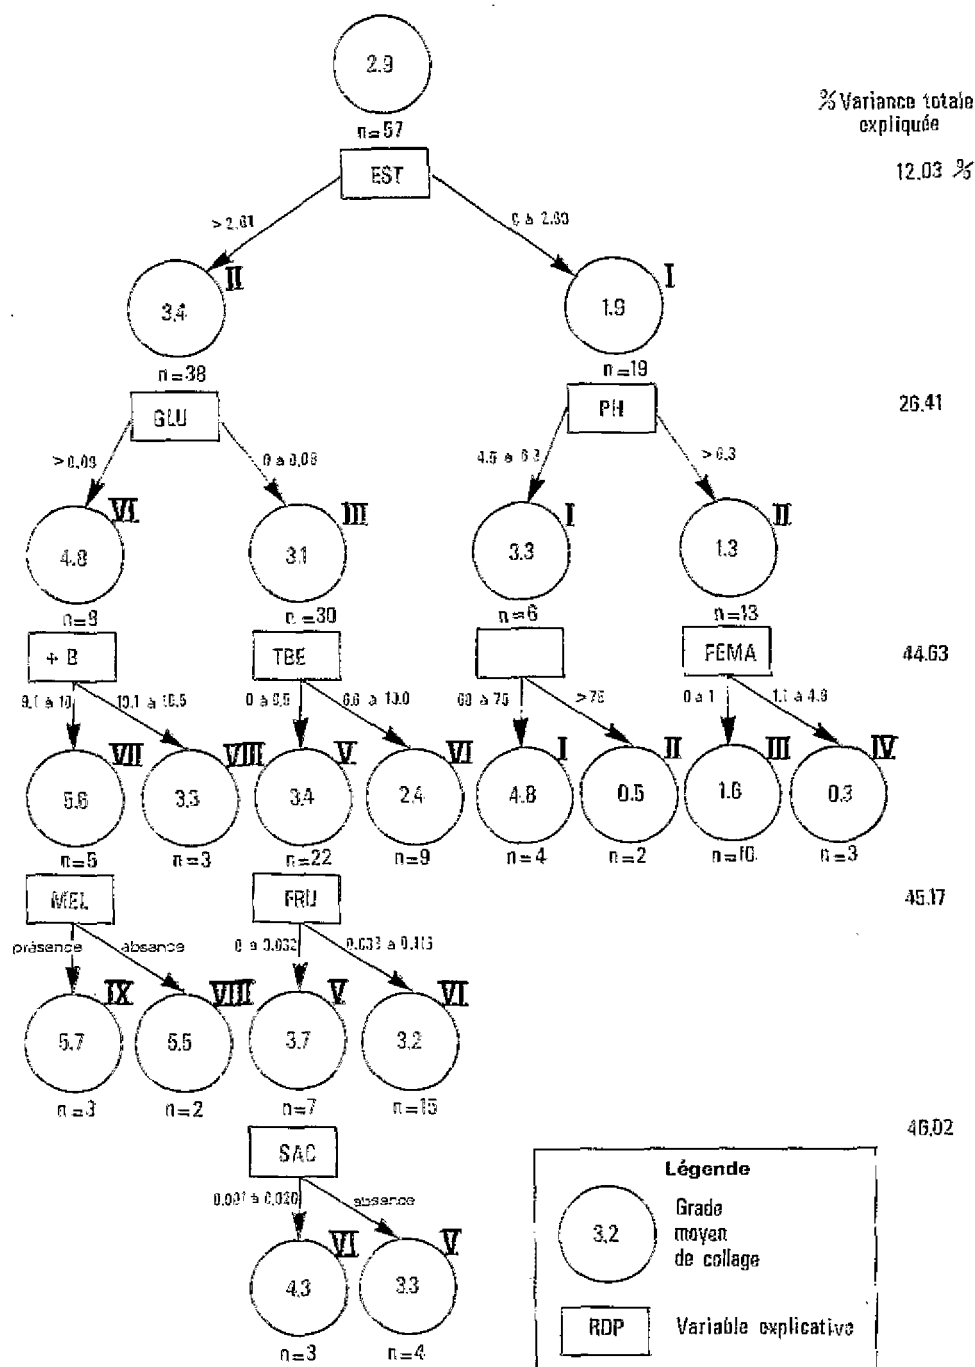 2.9
% Variance totale
expliquée
n=57
EST
12.03 %
>2.61
0 à 2.60
II
I
3.4
1.9
n=38
n=19
GLU
PH
26.41
>0.09
0 à 0.08
4.5 à 6.3
>6.3
VI
III
I
II
4.8
3.1
3.3
1.3
n=8
n=30
n=6
n=13
+ B
TBE
FEMA
44.63
9.1 à 10
10.1 à 10.5
0 à 6.5
6.6 à 10.0
60 à 75
>75
0 à 1
1.1 à 4.8
VII
VIII
V
VI
I
II
III
IV
5.6
3.3
3.4
2.4
4.8
0.5
1.6
0.3
n=5
n=3
n=22
n=9
n=4
n=2
n=10
n=3
MEL
FRU
45.17
présence
absance
0 à 0.032
0.033 à 0.113
IX
VIII
V
VI
5.7
5.5
3.7
3.2
n=3
n=2
n=7
n=15
SAC
46.02
0.001 à 0.020
absance
VI
V
4.3
3.3
n=3
n=4
Légende
3.2
Grade
moyen
de collage
RDP
Variable explicative